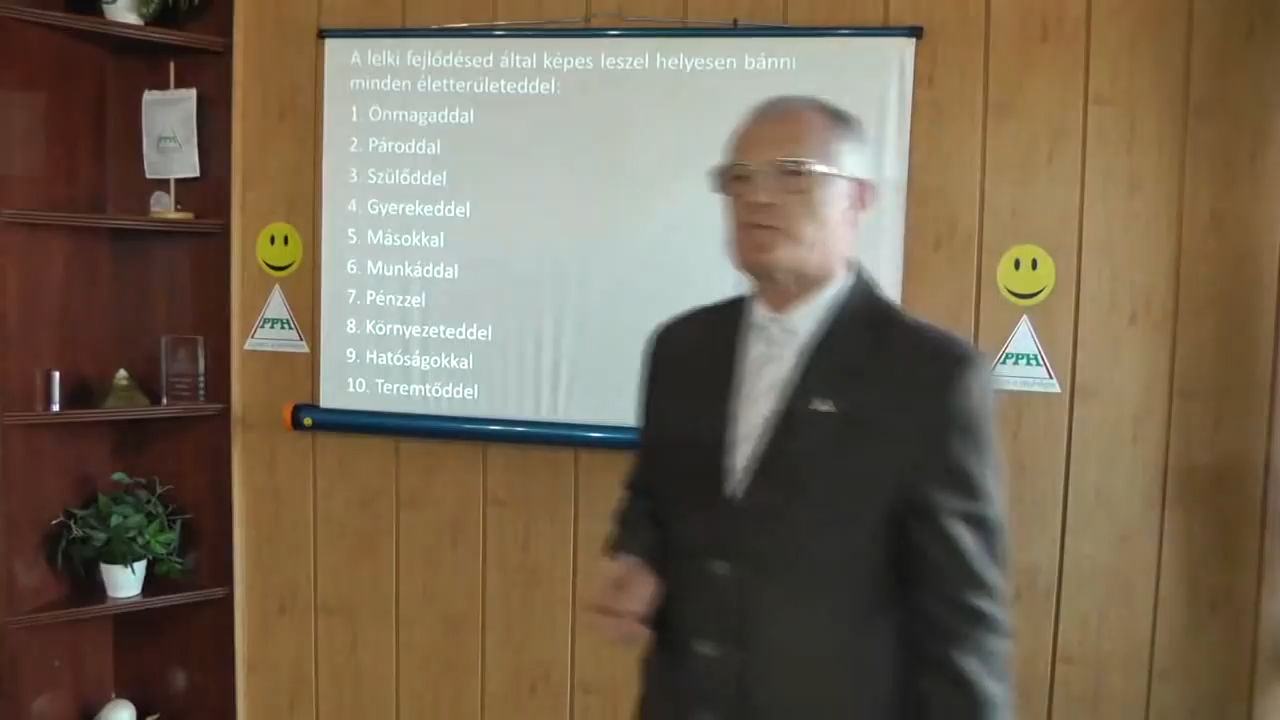 A lelki fejlődésed által képes leszel helyesen bánni
minden életterületeddel:
1 Önmagaddal
2. Pároddal
3. Szülőddel
4. Gyerekeddel
5. Másokkal
6. Munkáddal
7. Pénzzel
8. Környezeteddel
9. Hatóságokkal
10. Teremtőddel
PPH
PPH
PPH